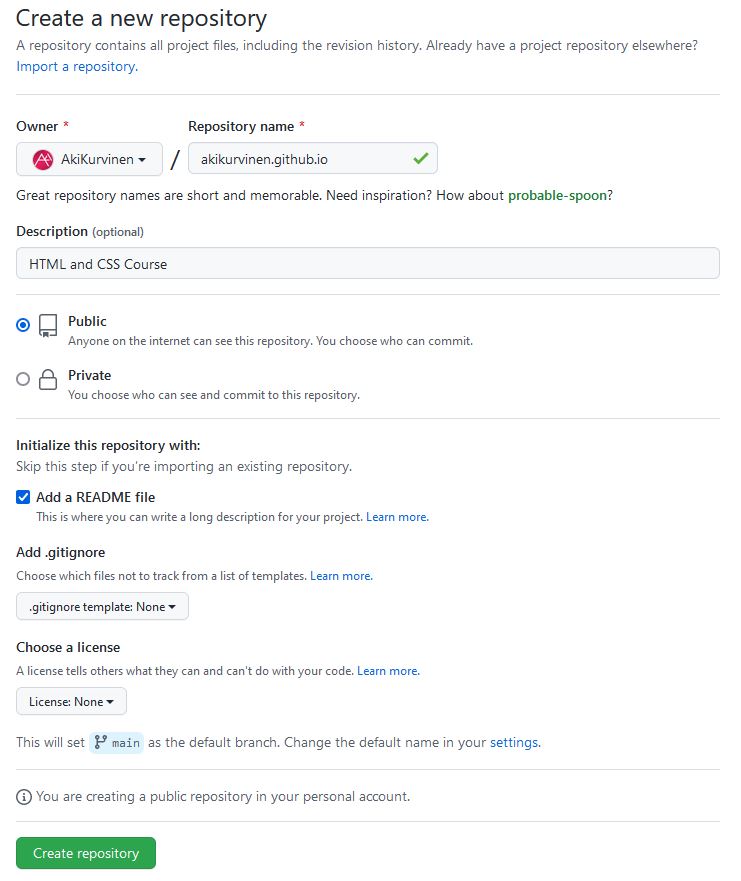 Create a new repository
A repository contains all project files, including the revision history. Already have a project repository elsewhere?
Import a repository.
Owner * Repository name *
AkiKurvinen / akikurvinen.github.io
Great repository names are short and memorable. Need inspiration? How about probable-spoon?
Description (optional)
HTML and CSS Course
Public
Anyone on the internet can see this repository. You choose who can commit.
Private
You choose who can see and commit to this repository.
Initialize this repository with:
Skip this step if you're importing an existing repository.
Add a README file
This is where you can write a long description for your project. Learn more.
Add .gitignore
Choose which files not to track from a list of templates. Learn more.
.gitignore template: None
Choose a license
A license tells others what they can and can't do with your code. Learn more.
License: None
This will set main as the default branch. Change the default name in your settings.
You are creating a public repository in your personal account.
Create repository